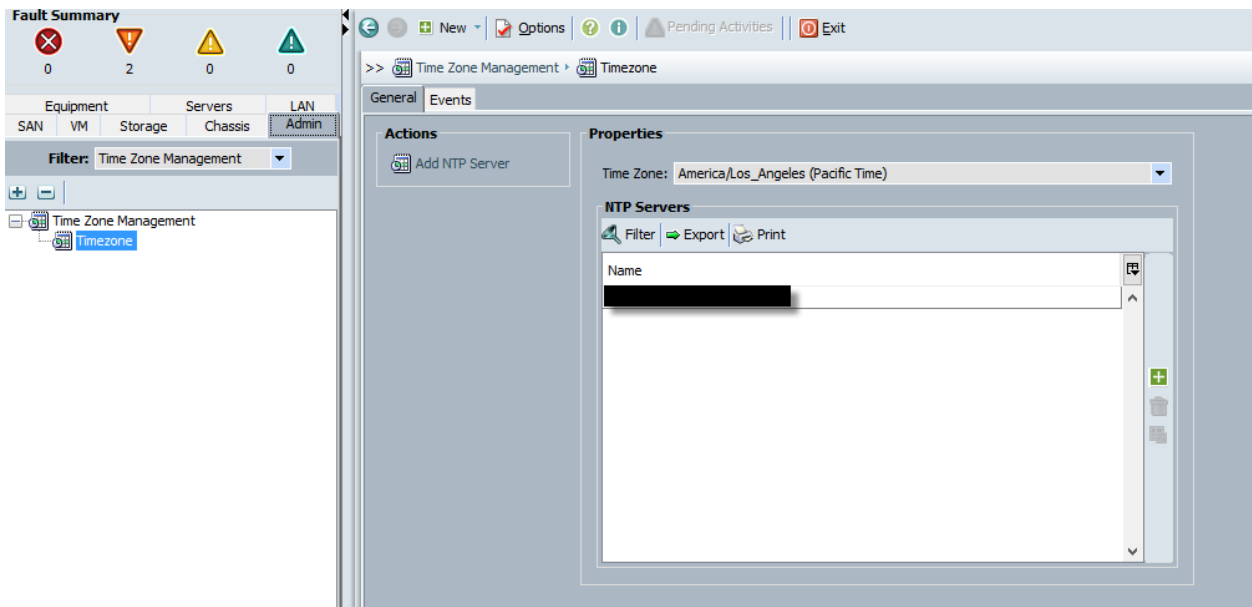 Fault Summary
0 2 0 0
Equipment Servers LAN
SAN VM Storage Chassis Admin
Filter: Time Zone Management
Time Zone Management
Timezone
New Options Pending Activities Exit
>> Time Zone Management Timezone
General Events
Actions
Add NTP Server
Properties
Time Zone: America/Los_Angeles (Pacific Time)
NTP Servers
Filter Export Print
Name